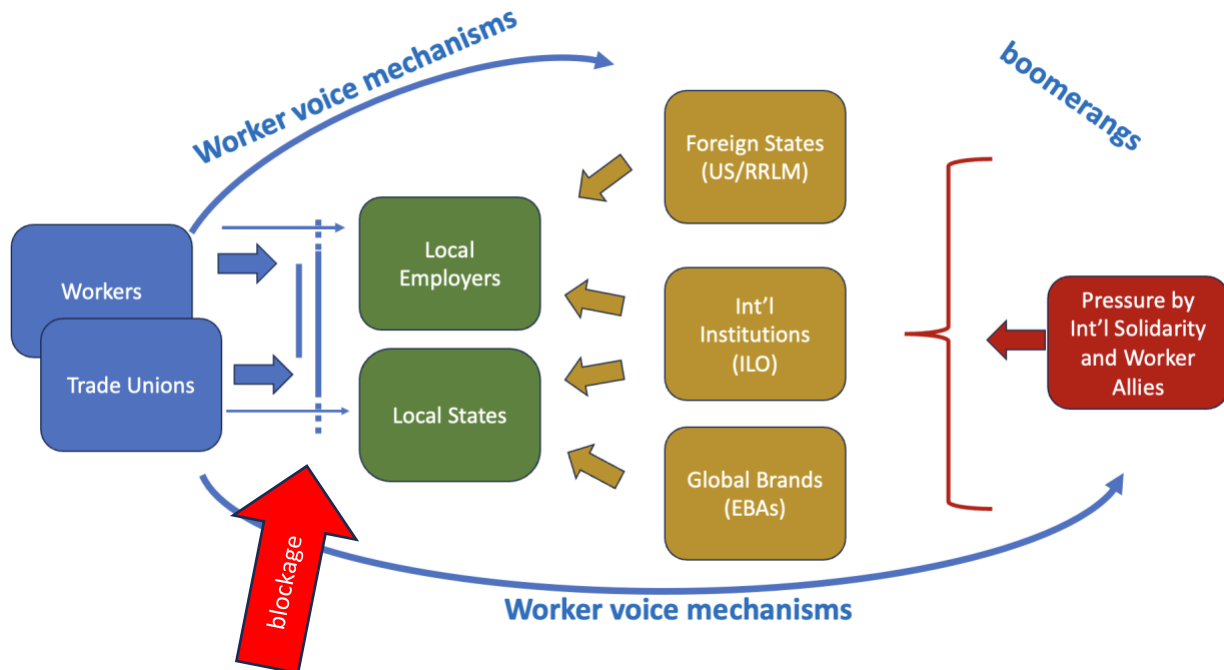 Worker voice mechanisms
boomerangs
Foreign States
(US/RRLM)
Workers
Trade Unions
Local
Employers
Local States
Int'l
Institutions
(ILO)
Global Brands
(EBAs)
Pressure by
Int'l Solidarity
and Worker
Allies
blockage
Worker voice mechanisms